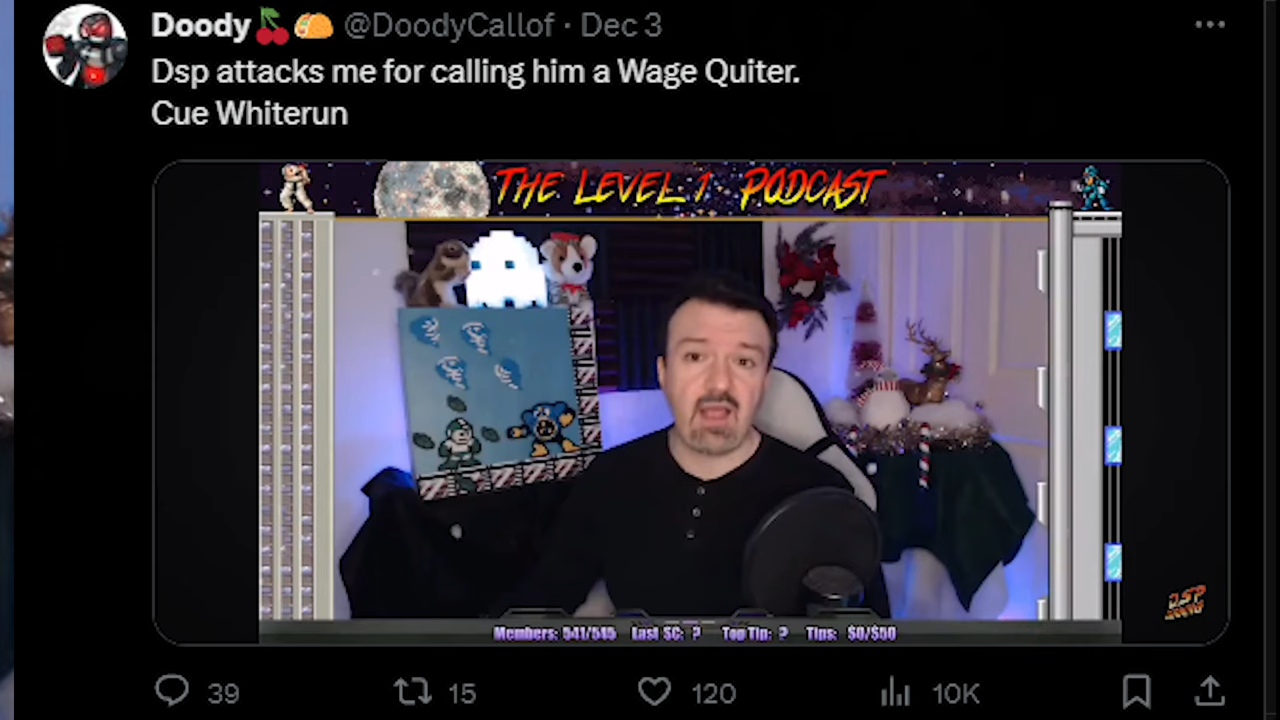 Doody @DoodyCallof · Dec 3
Dsp attacks me for calling him a Wage Quiter.
Cue Whiterun
THE LEVEL 1 PODCAST
Members: 541/545 Last SC: ? Top Tip: ? Tips: $0/$50
DSP
39 15 120 10K